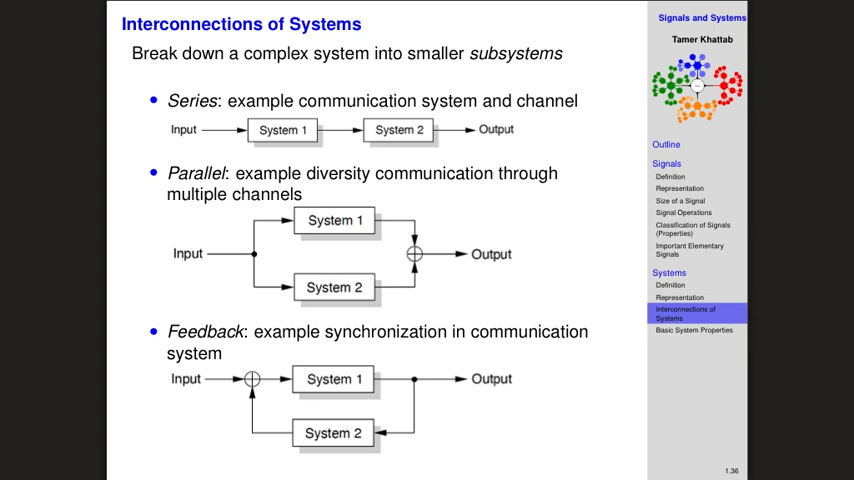 Interconnections of Systems
Break down a complex system into smaller subsystems
• Series: example communication system and channel
Input System 1 System 2 Output
• Parallel: example diversity communication through
multiple channels
System 1
Input Output
System 2
• Feedback: example synchronization in communication
system
Input System 1 Output
System 2
Signals and Systems
Tamer Khattab
Outline
Signals
Definition
Representation
Size of a Signal
Signal Operations
Classification of Signals
(Properties)
Important Elementary
Signals
Systems
Definition
Representation
Interconnections of
Systems
Basic System Properties
1.36